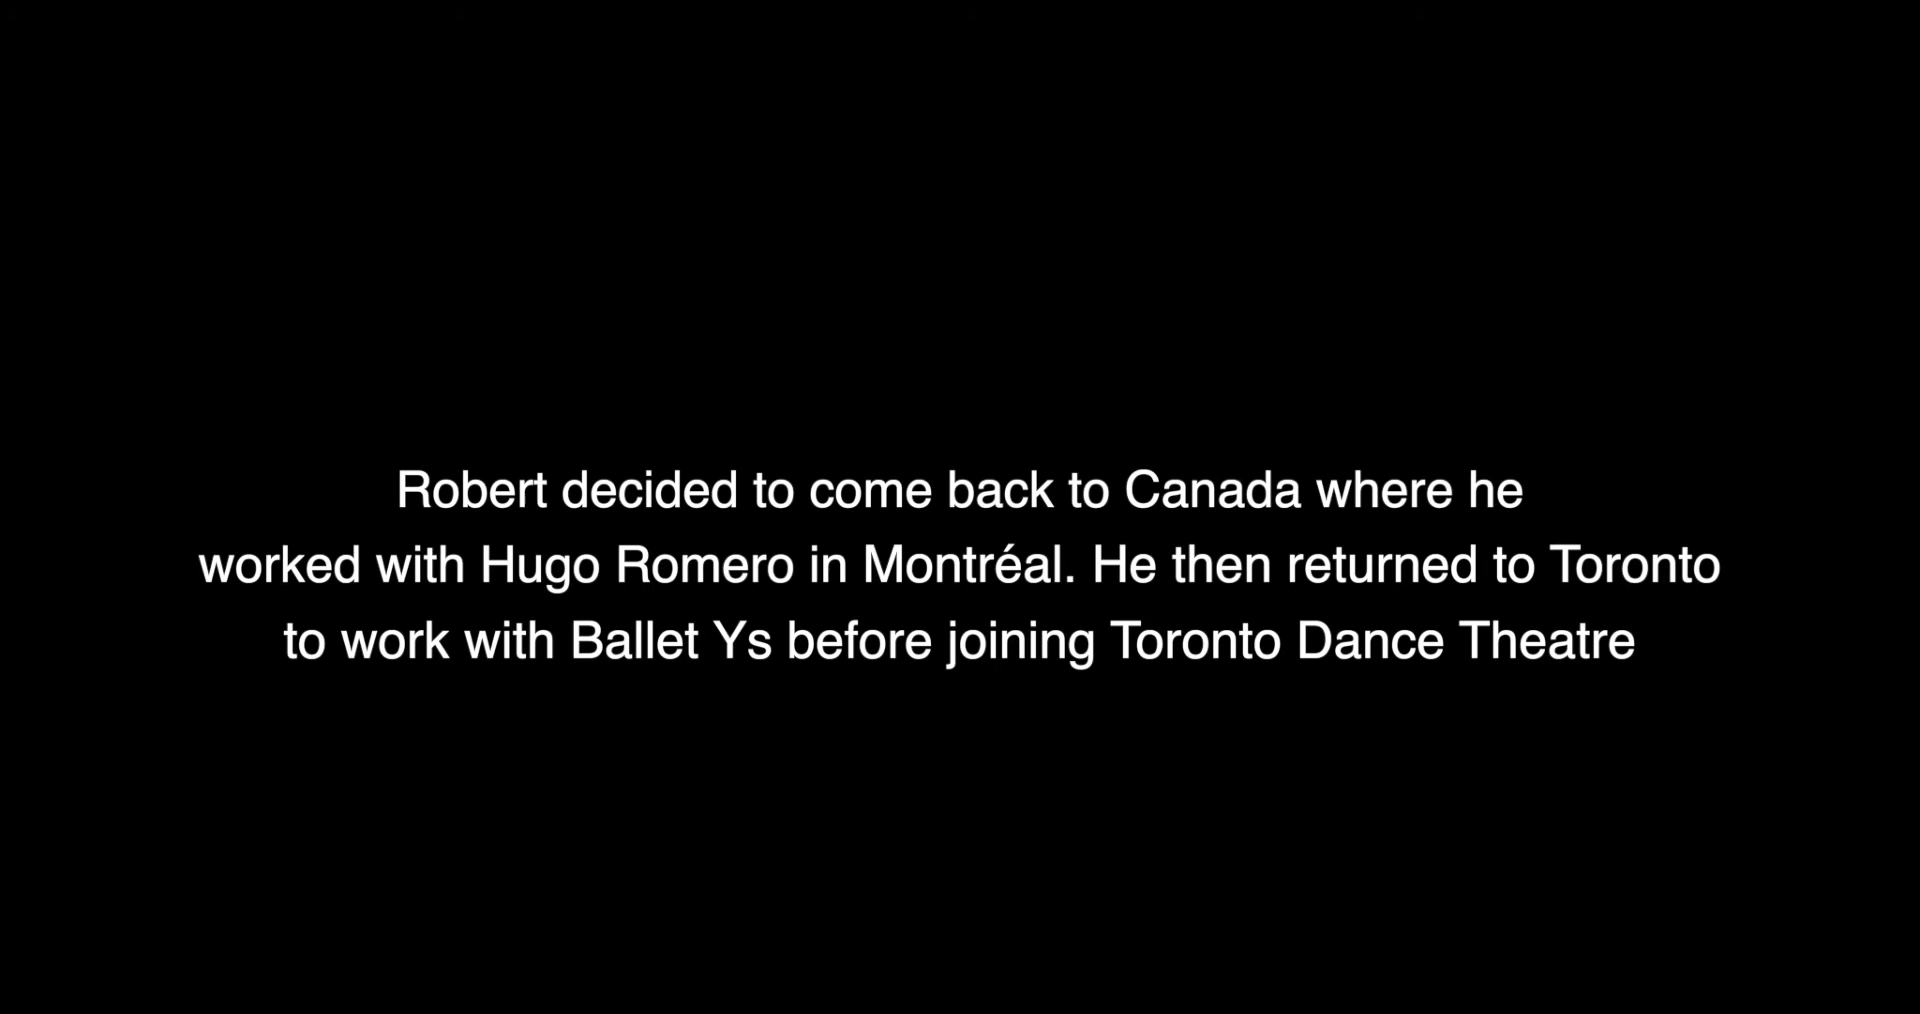 Robert decided to come back to Canada where he
worked with Hugo Romero in Montréal. He then returned to Toronto
to work with Ballet Ys before joining Toronto Dance Theatre